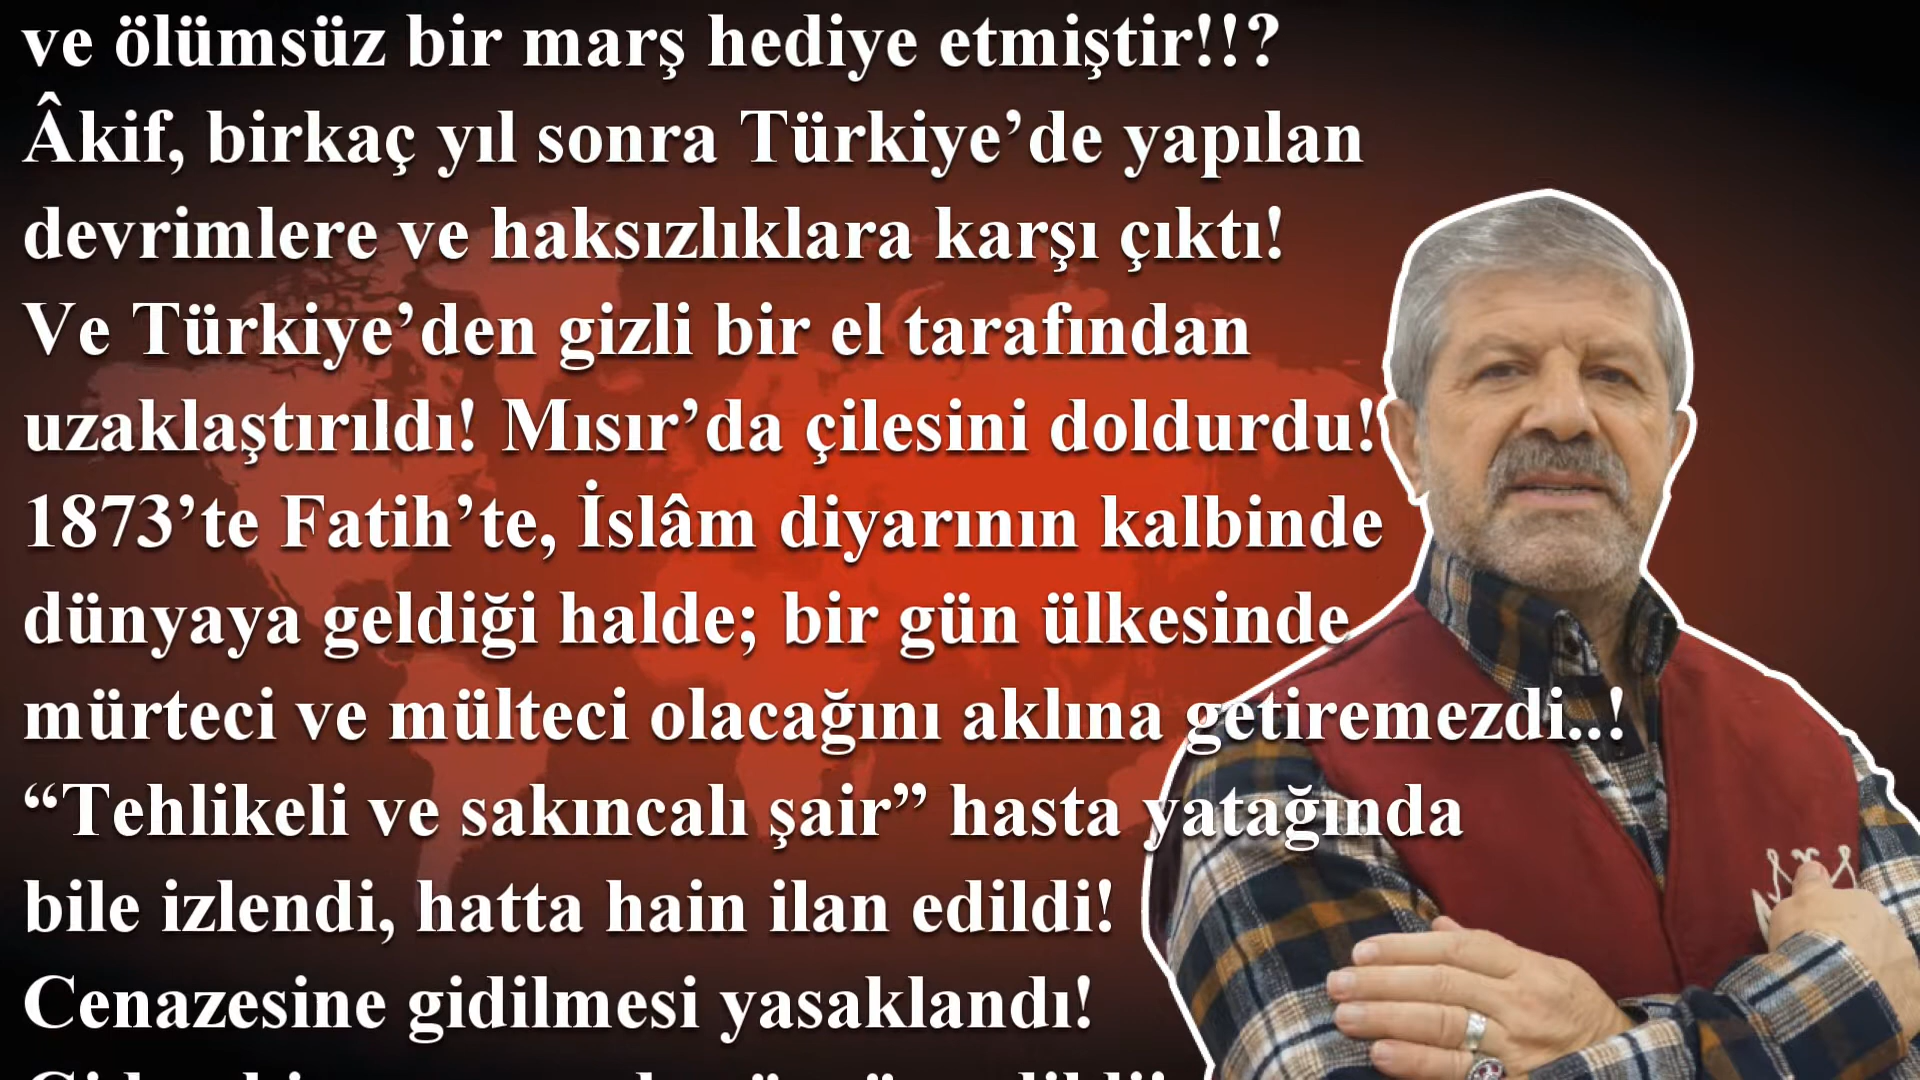 ve ölümsüz bir marş hediye etmiştir!!?
Âkif, birkaç yıl sonra Türkiye’de yapılan
devrimlere ve haksızlıklara karşı çıktı!
Ve Türkiye’den gizli bir el tarafından
uzaklaştırıldı! Mısır’da çilesini doldurdu!
1873’te Fatih’te, İslâm diyarının kalbinde
dünyaya geldiği halde; bir gün ülkesinde
mürteci ve mülteci olacağını aklına getiremezdi..!
“Tehlikeli ve sakıncalı şair” hasta yatağında
bile izlendi, hatta hain ilan edildi!
Cenazesine gidilmesi yasaklandı!